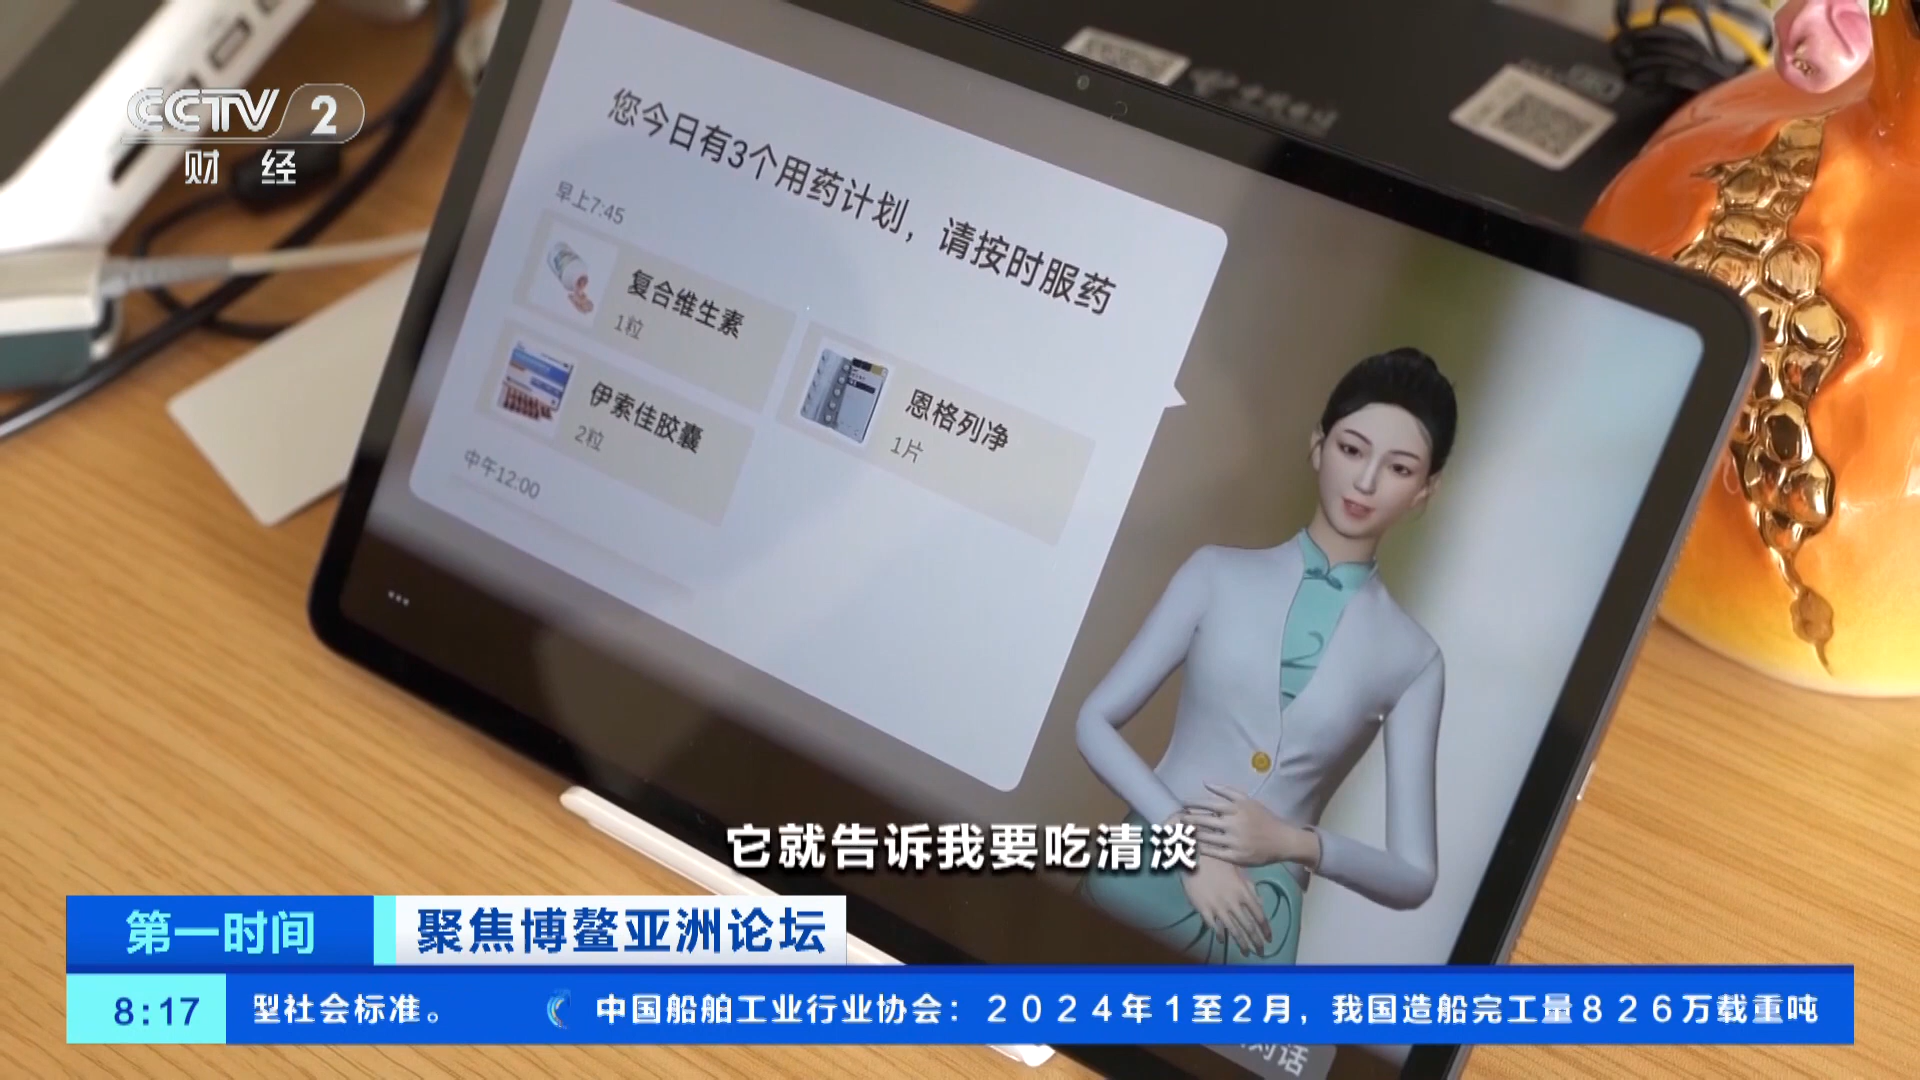 CCTV 2
财经
您今日有3个用药计划，请按时服药
早上7:45
复合维生素
1粒
伊索佳胶囊
2粒
恩格列净
1片
中午12:00
它就告诉我要吃清淡
第一时间
聚焦博鳌亚洲论坛
8:17
型社会标准。
中国船舶工业行业协会：2024年1至2月，我国造船完工量826万载重吨
对话